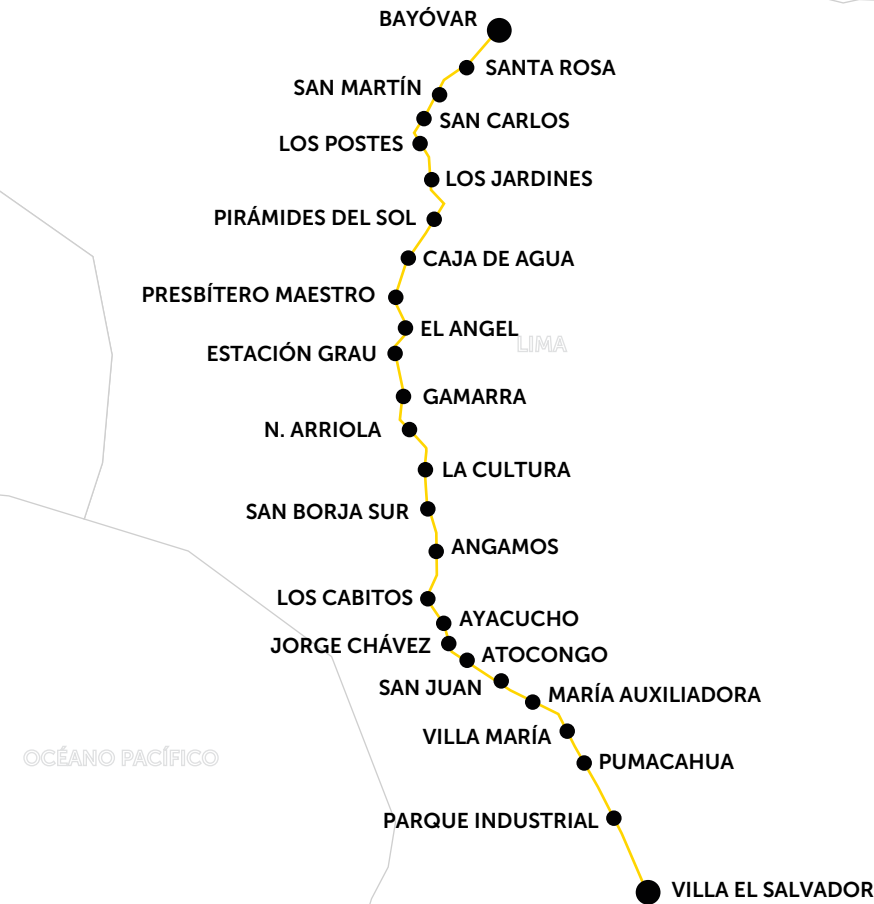 BAYÓVAR
SANTA ROSA
SAN MARTÍN
SAN CARLOS
LOS POSTES
LOS JARDINES
PIRÁMIDES DEL SOL
CAJA DE AGUA
PRESBÍTERO MAESTRO
EL ANGEL
LIMA
ESTACIÓN GRAU
GAMARRA
N. ARRIOLA
LA CULTURA
SAN BORJA SUR
ANGAMOS
LOS CABITOS
AYACUCHO
JORGE CHÁVEZ
ATOCONGO
SAN JUAN
MARÍA AUXILIADORA
VILLA MARÍA
OCÉANO PACÍFICO
PUMACAHUA
PARQUE INDUSTRIAL
VILLA EL SALVADOR